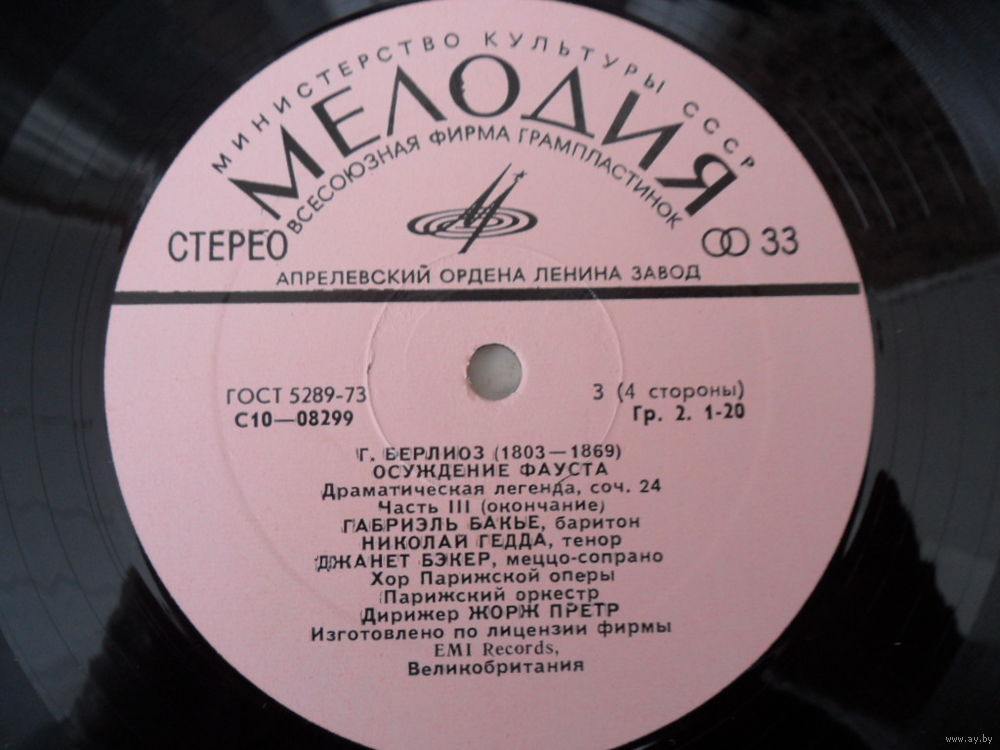 МИНИСТЕРСТВО КУЛЬТУРЫ СССР
МЕЛОДИЯ
ВСЕСОЮЗНАЯ ФИРМА ГРАМПЛАСТИНОК
СТЕРЕО
33
АПРЕЛЕВСКИЙ ОРДЕНА ЛЕНИНА ЗАВОД
ГОСТ 5289-73
С10—08299
3 (4 стороны)
Гр. 2. 1-20
Г. БЕРЛИОЗ (1803—1869)
ОСУЖДЕНИЕ ФАУСТА
Драматическая легенда, соч. 24
Часть III (окончание)
ГАБРИЭЛЬ БАКЬЕ, баритон
НИКОЛАЙ ГЕДДА, тенор
ДЖАНЕТ БЭКЕР, меццо-сопрано
Хор Парижской оперы
Парижский оркестр
Дирижер ЖОРЖ ПРЕТР
Изготовлено по лицензии фирмы
EMI Records,
Великобритания
www.ay.by